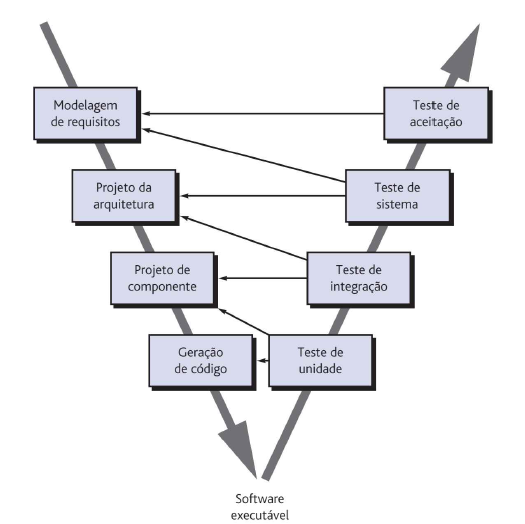 Modelagem
de requisitos
Teste de
aceitação
Projeto da
arquitetura
Teste de
sistema
Projeto de
componente
Teste de
integração
Geração
de código
Teste de
unidade
Software
executável